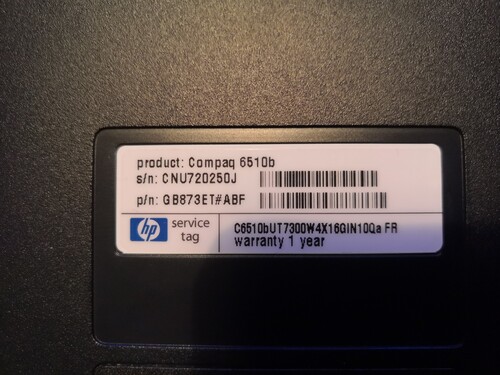 product: Compaq 6510b
s/n: CNU720250J
p/n: GB873ET#ABF
hp service tag
C6510bUT7300W4X16GIN10Qa FR
warranty 1 year